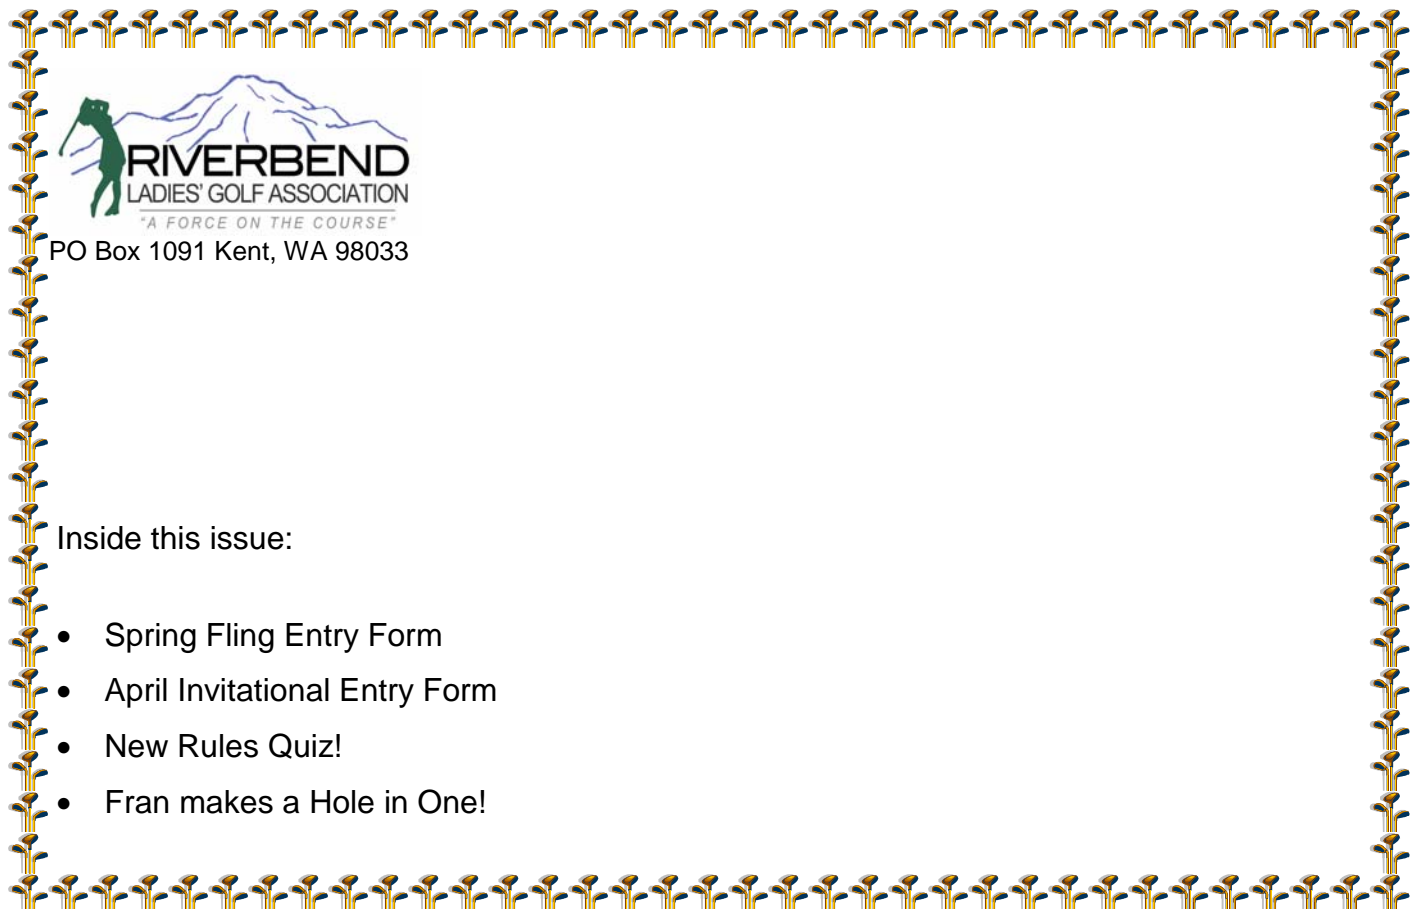 RIVERBEND
LADIES' GOLF ASSOCIATION
"A FORCE ON THE COURSE"
PO Box 1091 Kent, WA 98033
Inside this issue:
• Spring Fling Entry Form
• April Invitational Entry Form
• New Rules Quiz!
• Fran makes a Hole in One!